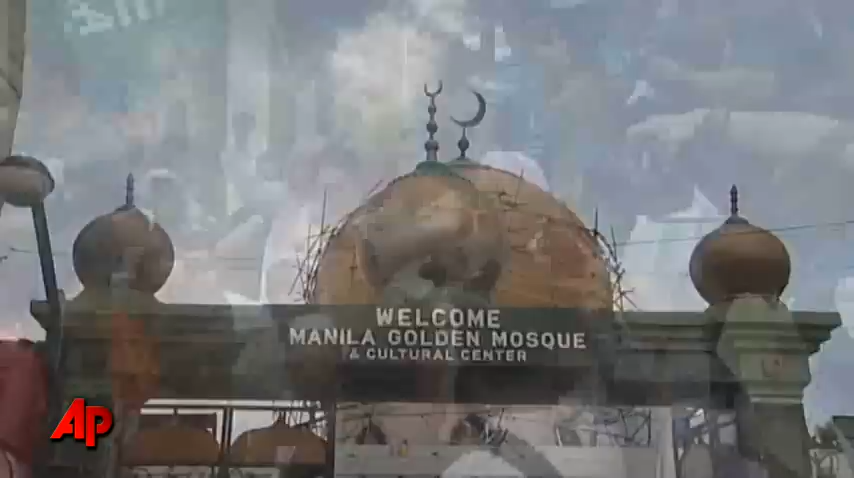 WELCOME
MANILA GOLDEN MOSQUE
& CULTURAL CENTER
AP